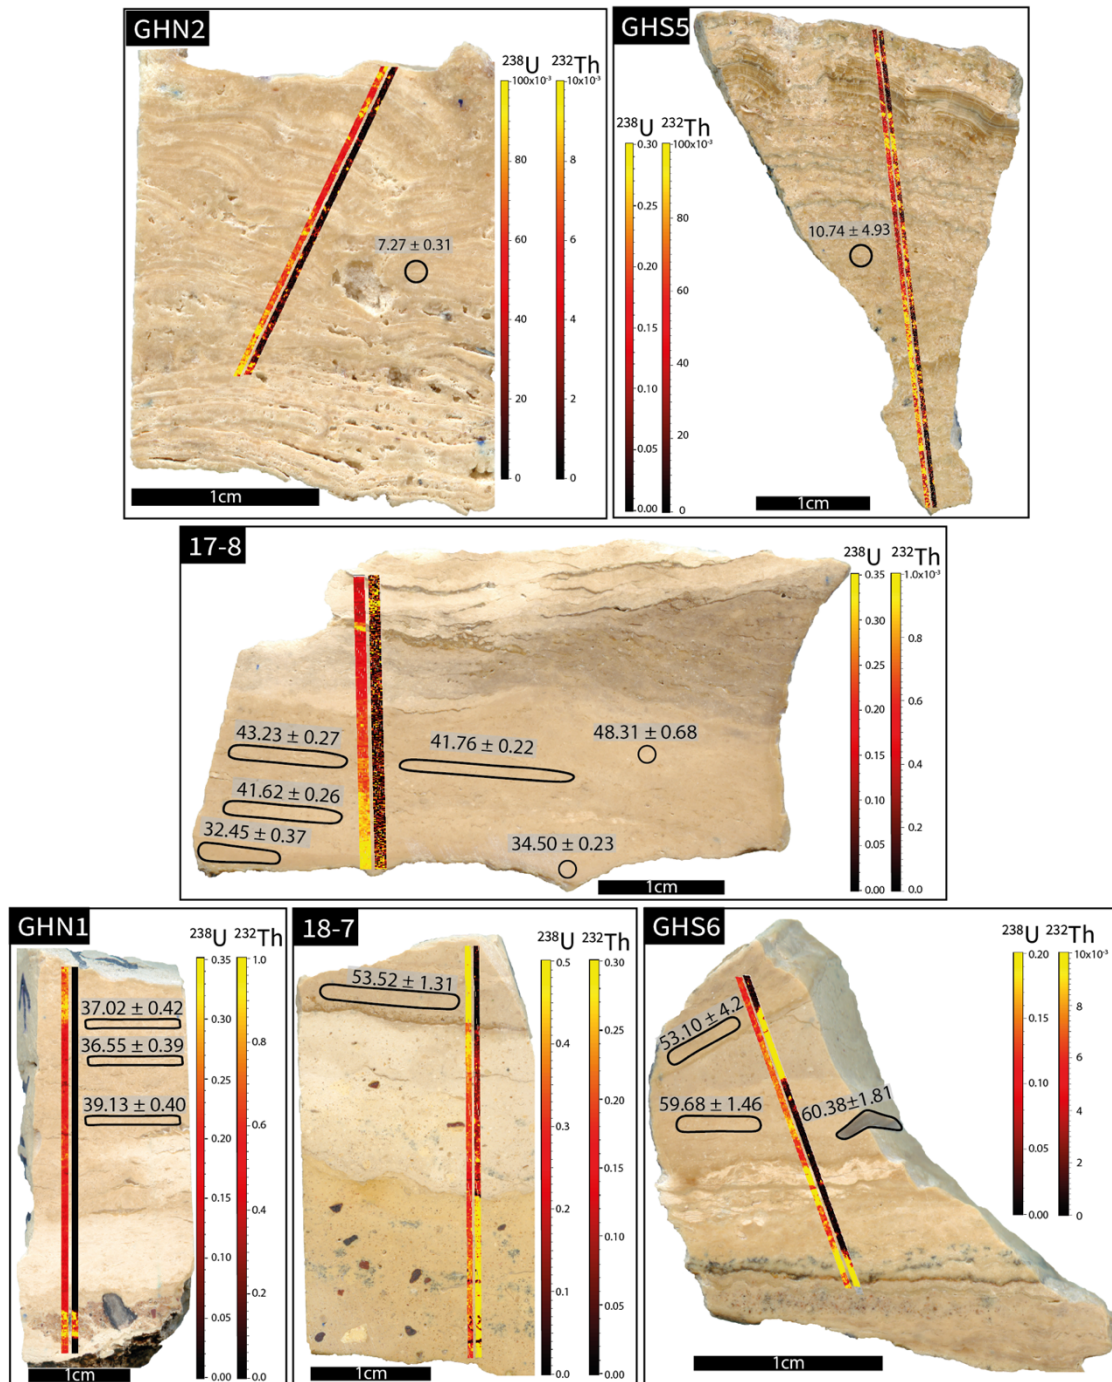 GHN2
²³⁸U ²³²Th
100x10⁻³ 10x10⁻³
80 8
60 6
40 4
20 2
0 0
7.27 ± 0.31
1cm
GHS5
²³⁸U ²³²Th
0.30 100x10⁻³
0.25 80
0.20 60
0.15
0.10 40
0.05 20
0.00 0
10.74 ± 4.93
1cm
17-8
²³⁸U ²³²Th
0.35 1.0x10⁻³
0.30 0.8
0.25
0.20 0.6
0.15 0.4
0.10
0.05 0.2
0.00 0.0
43.23 ± 0.27
41.76 ± 0.22
48.31 ± 0.68
41.62 ± 0.26
32.45 ± 0.37
34.50 ± 0.23
1cm
GHN1
²³⁸U ²³²Th
0.35 1.0
0.30 0.8
0.25
0.20 0.6
0.15 0.4
0.10
0.05 0.2
0.00 0.0
37.02 ± 0.42
36.55 ± 0.39
39.13 ± 0.40
1cm
18-7
²³⁸U ²³²Th
0.5 0.30
0.4 0.25
0.3 0.20
0.15
0.2 0.10
0.1 0.05
0.0 0.00
53.52 ± 1.31
1cm
GHS6
²³⁸U ²³²Th
0.20 10x10⁻³
0.15 8
0.10 6
4
0.05 2
0.00 0
53.10 ± 4.2
59.68 ± 1.46
60.38±1.81
1cm